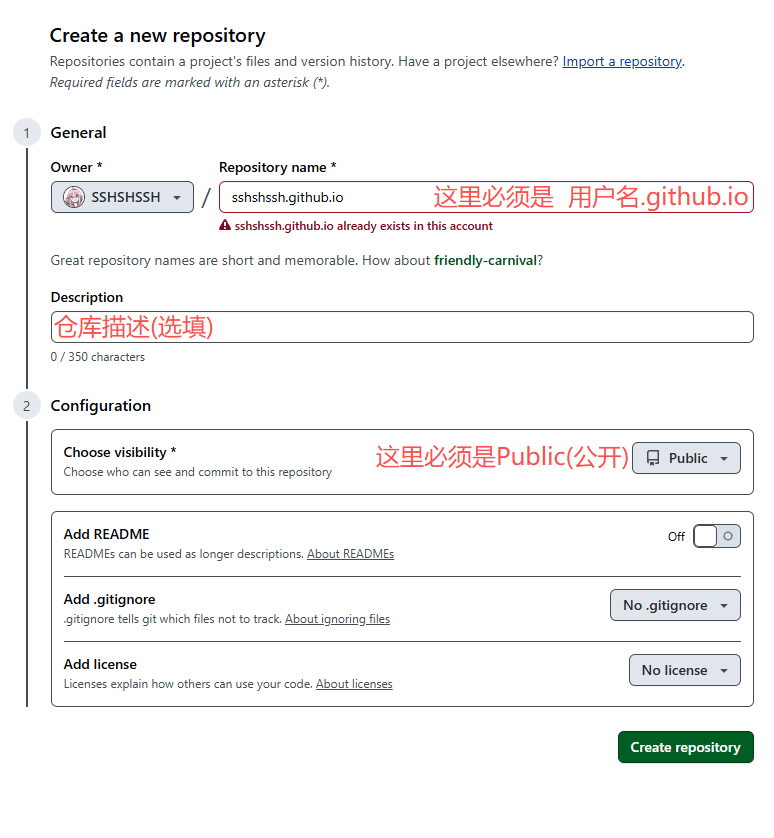 Create a new repository
Repositories contain a project's files and version history. Have a project elsewhere? Import a repository.
Required fields are marked with an asterisk (*).
1 General
Owner * Repository name *
SSHSHSSH / sshshssh.github.io 这里必须是 用户名.github.io
sshshssh.github.io already exists in this account
Great repository names are short and memorable. How about friendly-carnival?
Description
仓库描述(选填)
0 / 350 characters
2 Configuration
Choose visibility *
Choose who can see and commit to this repository
这里必须是Public(公开) Public
Add README
READMEs can be used as longer descriptions. About READMEs
Off
Add .gitignore
.gitignore tells git which files not to track. About ignoring files
No .gitignore
Add license
Licenses explain how others can use your code. About licenses
No license
Create repository